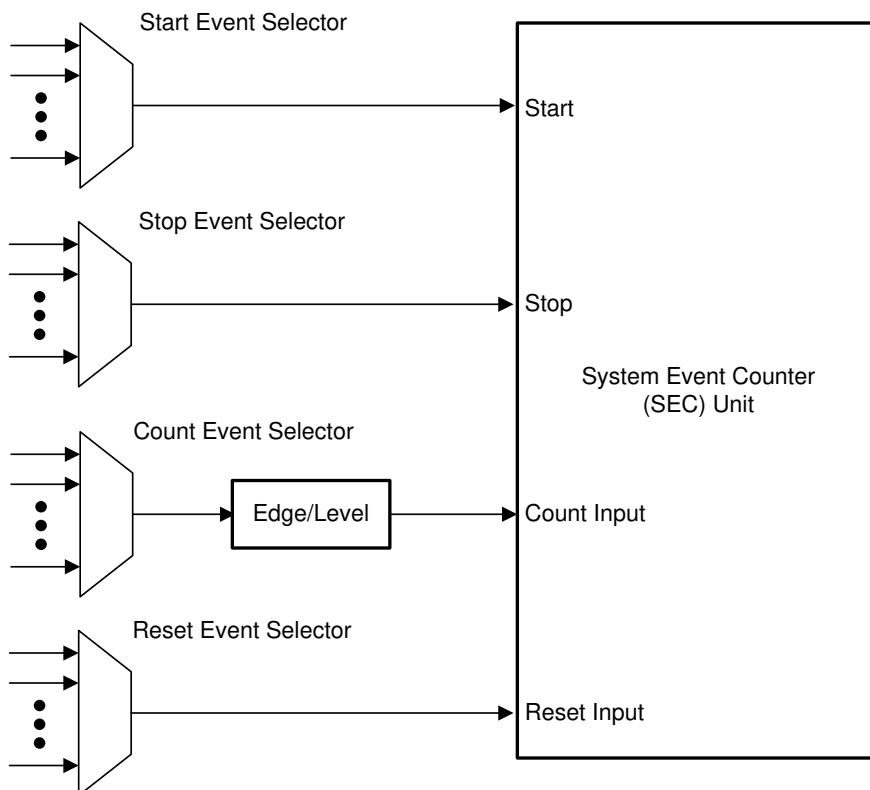 Start Event Selector
Start
Stop Event Selector
Stop
System Event Counter
(SEC) Unit
Count Event Selector
Edge/Level
Count Input
Reset Event Selector
Reset Input